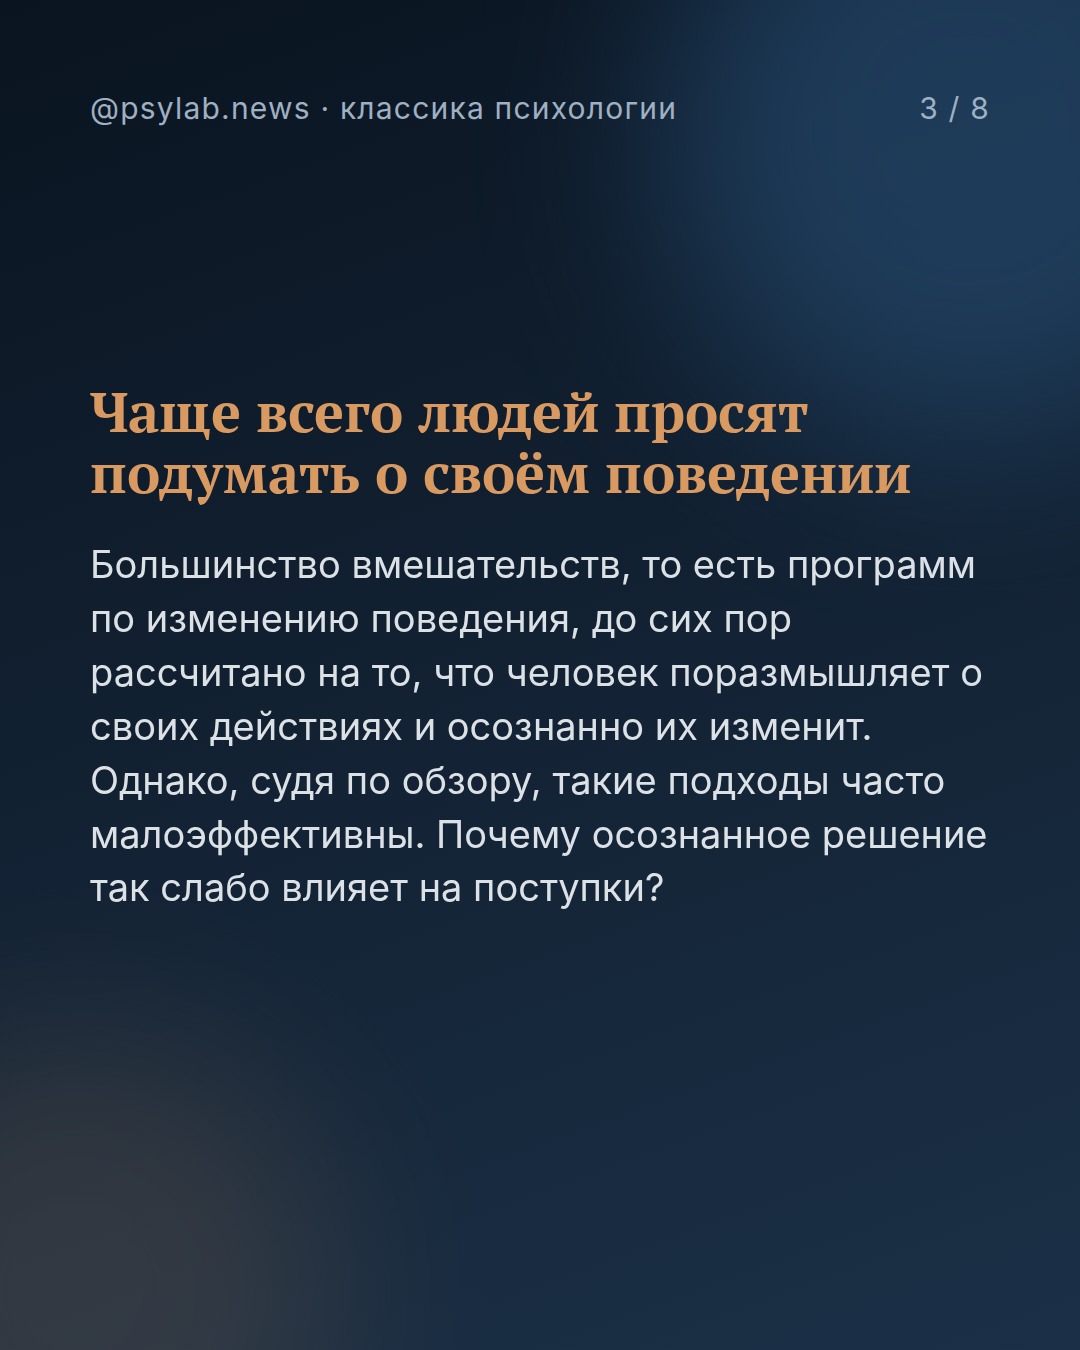 @psylab.news · классика психологии 3 / 8
Чаще всего людей просят
подумать о своём поведении
Большинство вмешательств, то есть программ
по изменению поведения, до сих пор
рассчитано на то, что человек поразмышляет о
своих действиях и осознанно их изменит.
Однако, судя по обзору, такие подходы часто
малоэффективны. Почему осознанное решение
так слабо влияет на поступки?